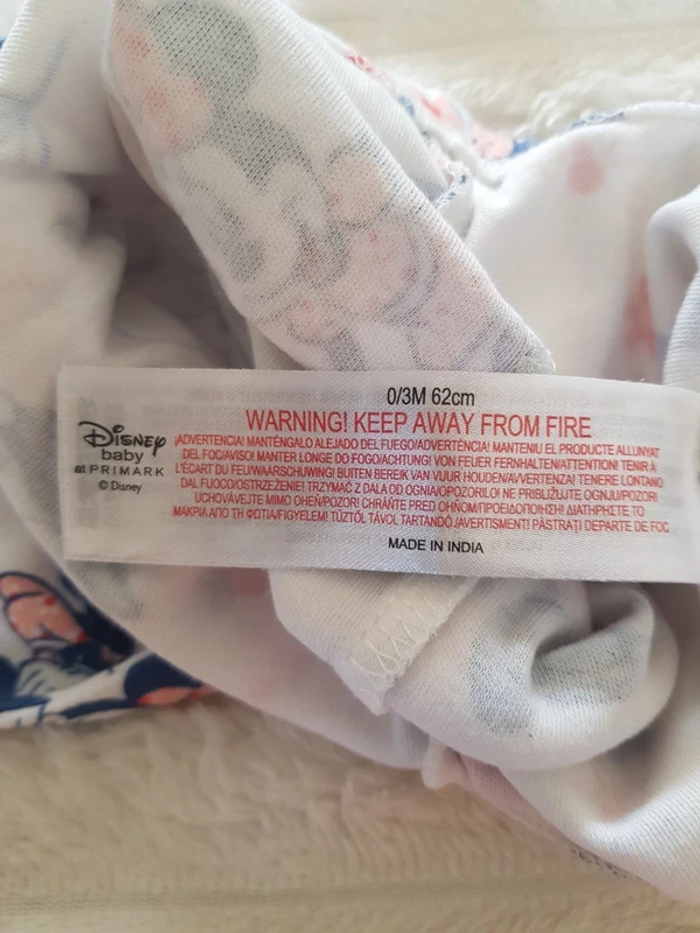 0/3M 62cm
WARNING! KEEP AWAY FROM FIRE
¡ADVERTENCIA! MANTÉNGALO ALEJADO DEL FUEGO/ADVERTÈNCIA! MANTENIU EL PRODUCTE ALLUNYAT
DEL FOC/AVISO! MANTER LONGE DO FOGO/ACHTUNG! VON FEUER FERNHALTEN/ATTENTION! TENIR À
L'ÉCART DU FEU/WAARSCHUWING! BUITEN BEREIK VAN VUUR HOUDEN/AVVERTENZA! TENERE LONTANO
DAL FUOCO/OSTRZEŻENIE! TRZYMAĆ Z DALA OD OGNIA/OPOZORILO! NE PRIBLIŽUJTE OGNJU/POZOR!
UCHOVÁVEJTE MIMO OHEŇ/POZOR! CHRÁŇTE PRED OHŇOM/ΠΡΟΕΙΔΟΠΟΙΗΣΗ! ΔΙΑΤΗΡΗΣΤΕ ΤΟ
ΜΑΚΡΙΑ ΑΠΟ ΤΗ ΦΩΤΙΑ/FIGYELEM! TŰZTŐL TÁVOL TARTANDÓ./AVERTISMENT! PĂSTRAȚI DEPARTE DE FOC
MADE IN INDIA
Disney
baby
at PRIMARK
© Disney